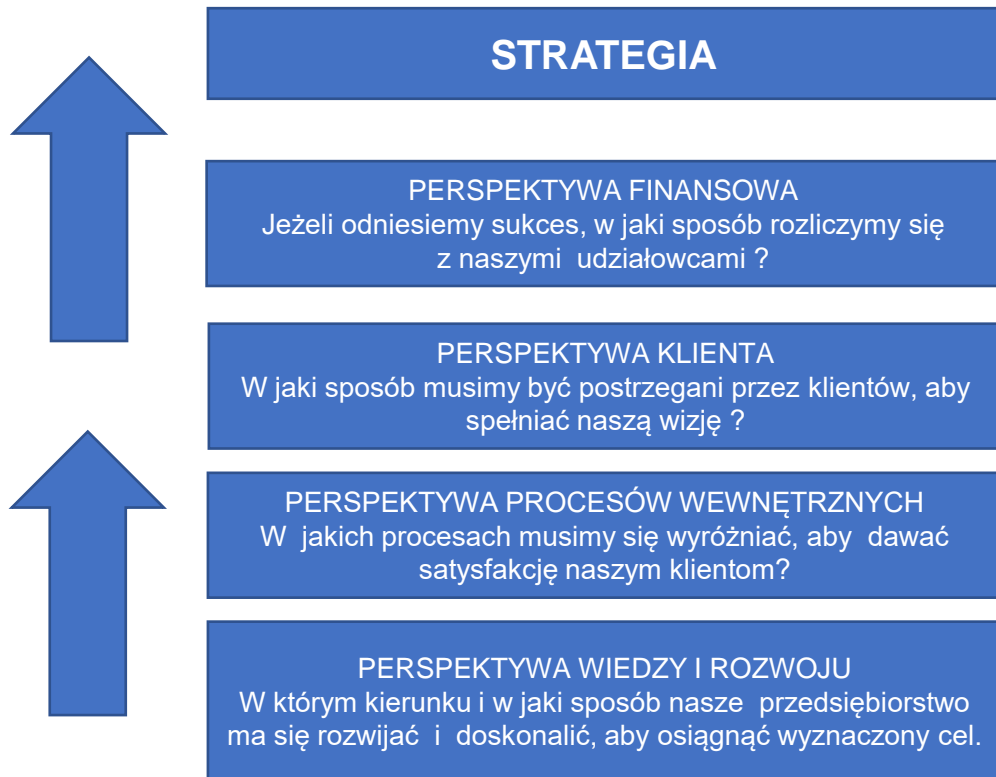 STRATEGIA
PERSPEKTYWA FINANSOWA
Jeżeli odniesiemy sukces, w jaki sposób rozliczymy się
z naszymi udziałowcami ?
PERSPEKTYWA KLIENTA
W jaki sposób musimy być postrzegani przez klientów, aby
spełniać naszą wizję ?
PERSPEKTYWA PROCESÓW WEWNĘTRZNYCH
W jakich procesach musimy się wyróżniać, aby dawać
satysfakcję naszym klientom?
PERSPEKTYWA WIEDZY I ROZWOJU
W którym kierunku i w jaki sposób nasze przedsiębiorstwo
ma się rozwijać i doskonalić, aby osiągnąć wyznaczony cel.